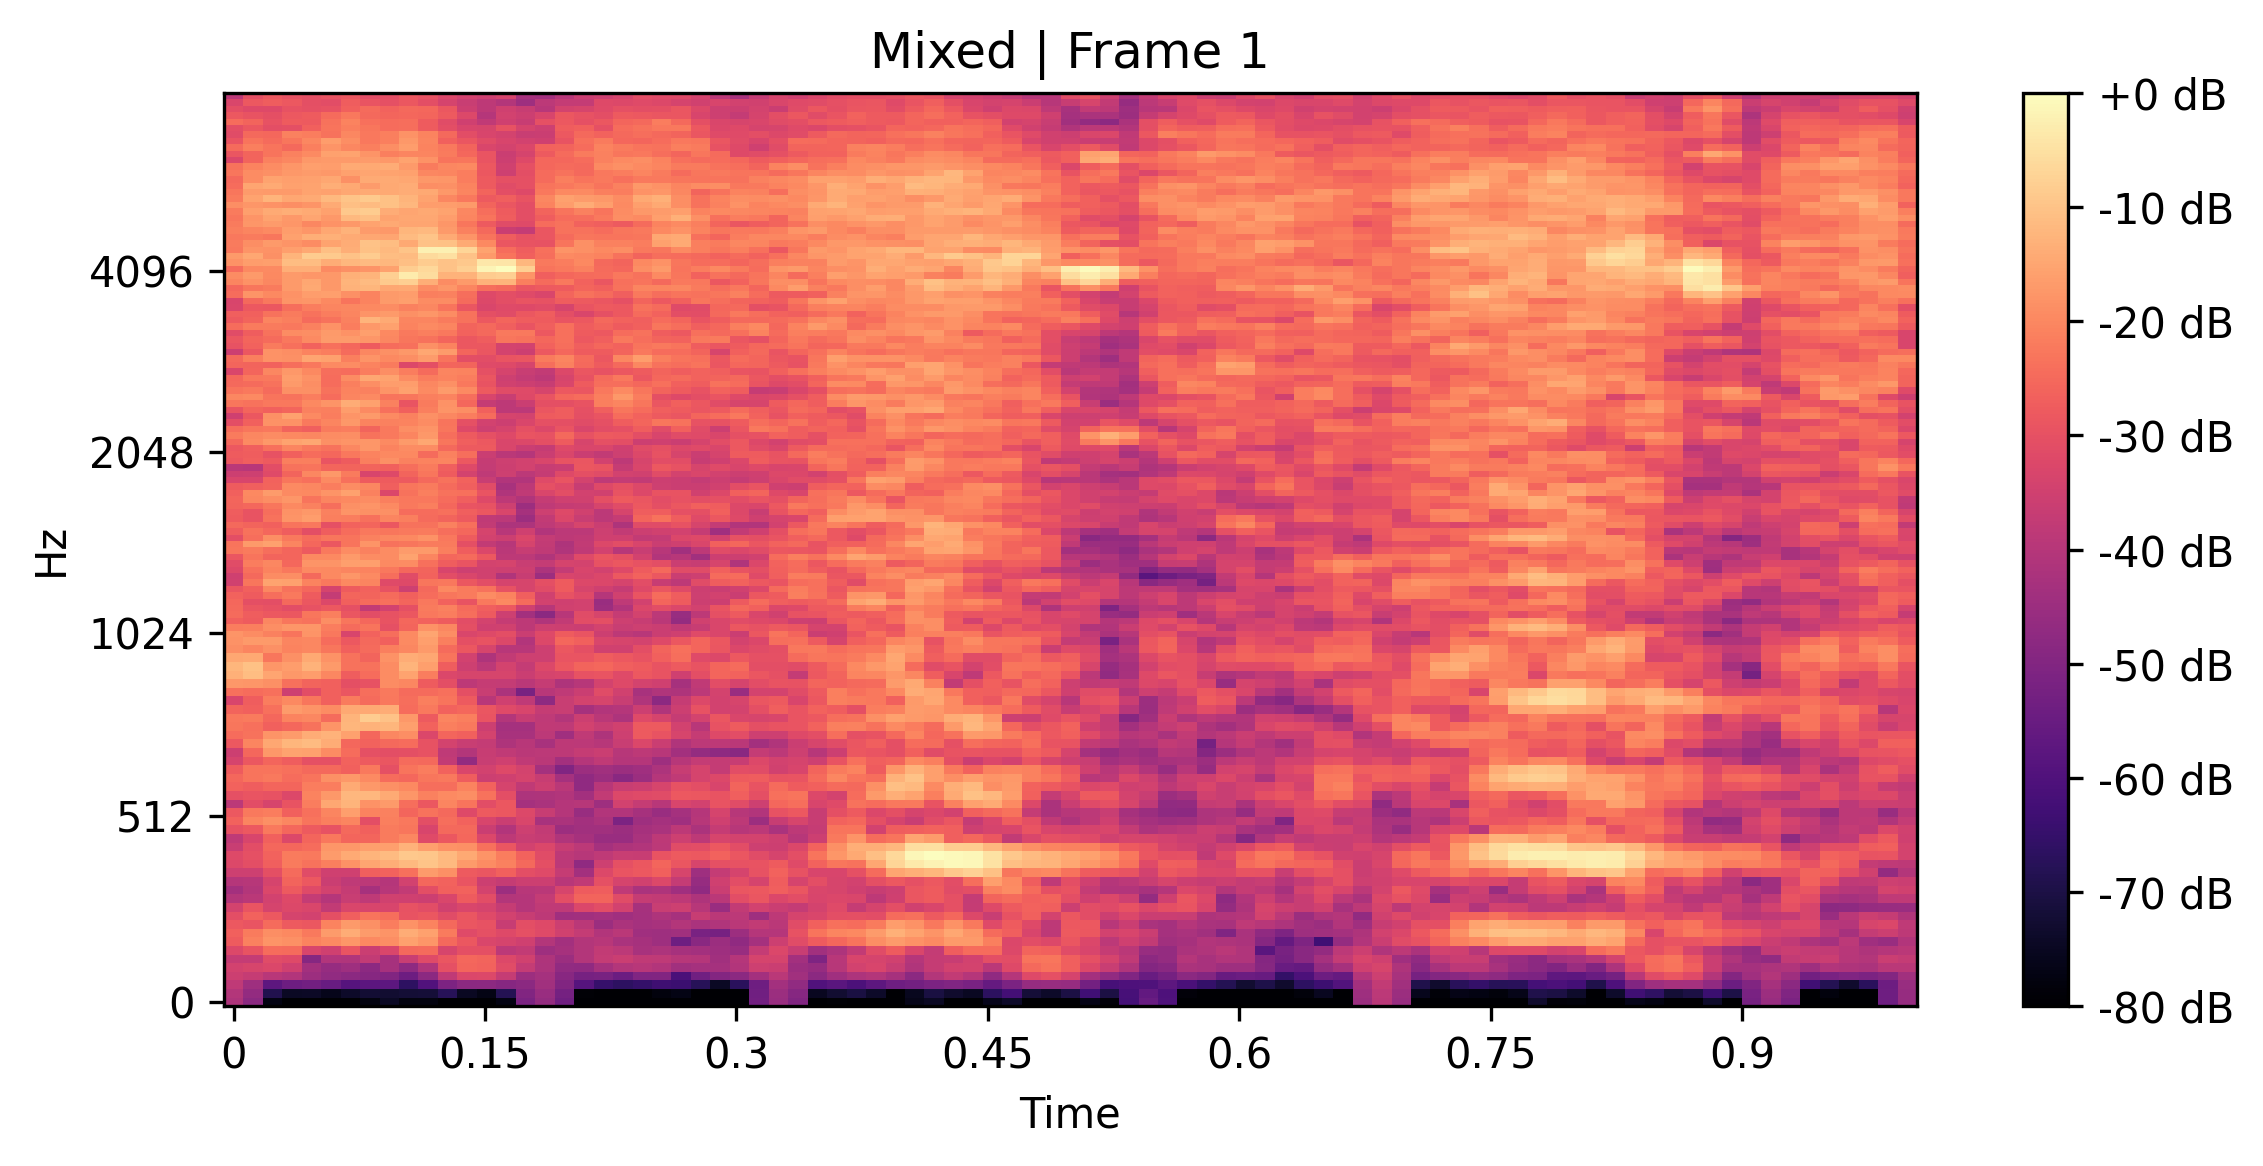 Mixed | Frame 1
+0 dB
-10 dB
-20 dB
-30 dB
-40 dB
-50 dB
-60 dB
-70 dB
-80 dB
Hz
4096
2048
1024
512
0
0 0.15 0.3 0.45 0.6 0.75 0.9
Time